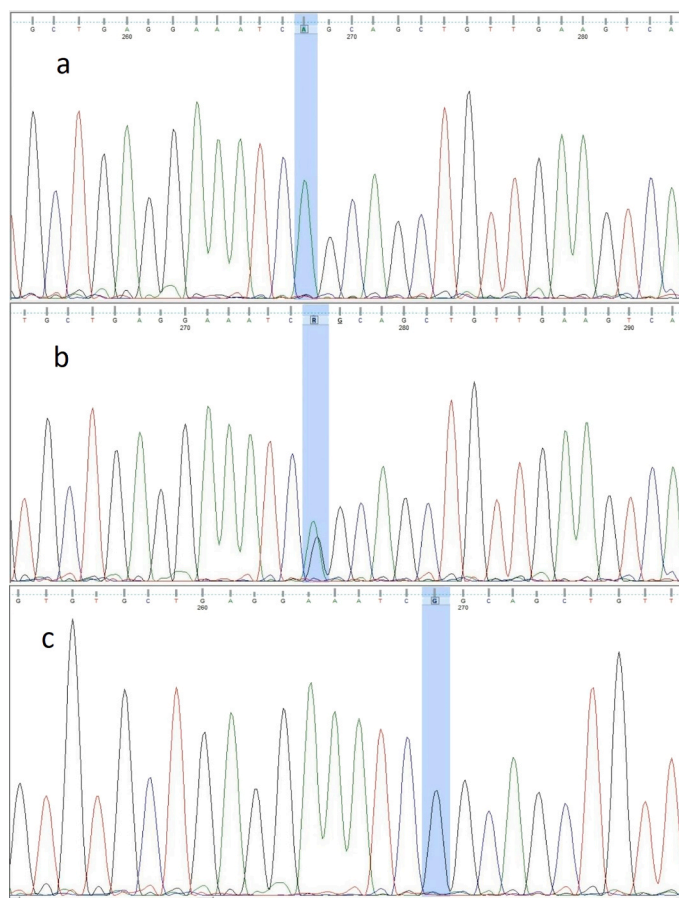 G C T G A G G A A A T C A G C A G C T G T T G A A G T C A
260 270 280
a
T G C T G A G G A A A T C R G C A G C T G T T G A A G T C A
270 280 290
b
G T G T G C T G A G G A A A T C G G C A G C T G T T
260 270
c